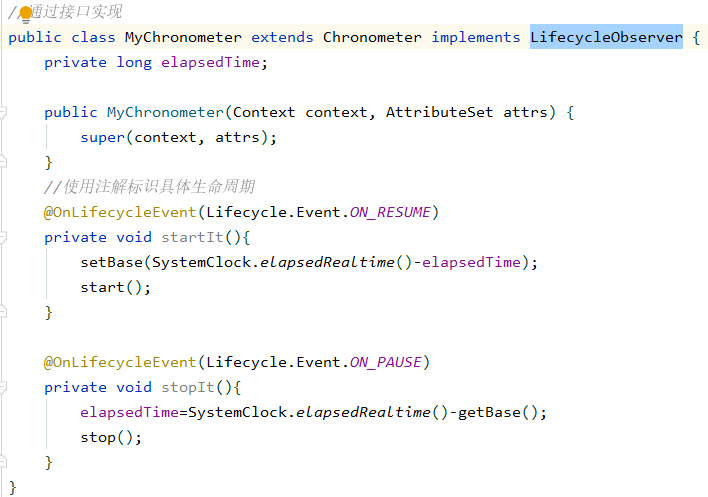 //通过接口实现
public class MyChronometer extends Chronometer implements LifecycleObserver {
    private long elapsedTime;

    public MyChronometer(Context context, AttributeSet attrs) {
        super(context, attrs);
    }
    //使用注解标识具体生命周期
    @OnLifecycleEvent(Lifecycle.Event.ON_RESUME)
    private void startIt(){
        setBase(SystemClock.elapsedRealtime()-elapsedTime);
        start();
    }

    @OnLifecycleEvent(Lifecycle.Event.ON_PAUSE)
    private void stopIt(){
        elapsedTime=SystemClock.elapsedRealtime()-getBase();
        stop();
    }
}